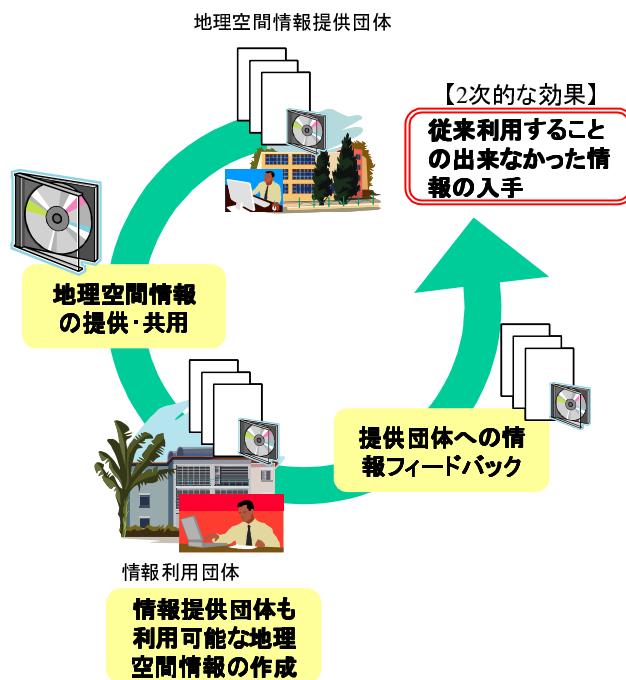 地理空間情報提供団体
【2次的な効果】
従来利用すること
の出来なかった情
報の入手
地理空間情報
の提供・共用
提供団体への情
報フィードバック
情報利用団体
情報提供団体も
利用可能な地理
空間情報の作成